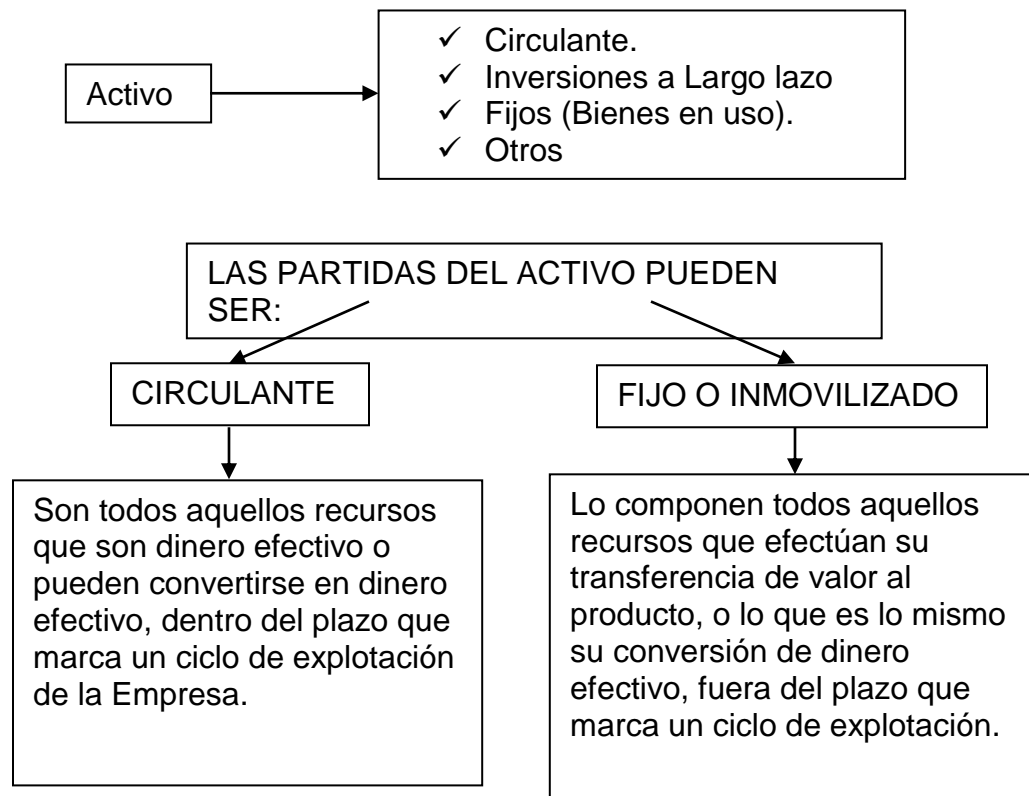 Activo
✓ Circulante.
✓ Inversiones a Largo lazo
✓ Fijos (Bienes en uso).
✓ Otros
LAS PARTIDAS DEL ACTIVO PUEDEN
SER:
CIRCULANTE
FIJO O INMOVILIZADO
Son todos aquellos recursos
que son dinero efectivo o
pueden convertirse en dinero
efectivo, dentro del plazo que
marca un ciclo de explotación
de la Empresa.
Lo componen todos aquellos
recursos que efectúan su
transferencia de valor al
producto, o lo que es lo mismo
su conversión de dinero
efectivo, fuera del plazo que
marca un ciclo de explotación.